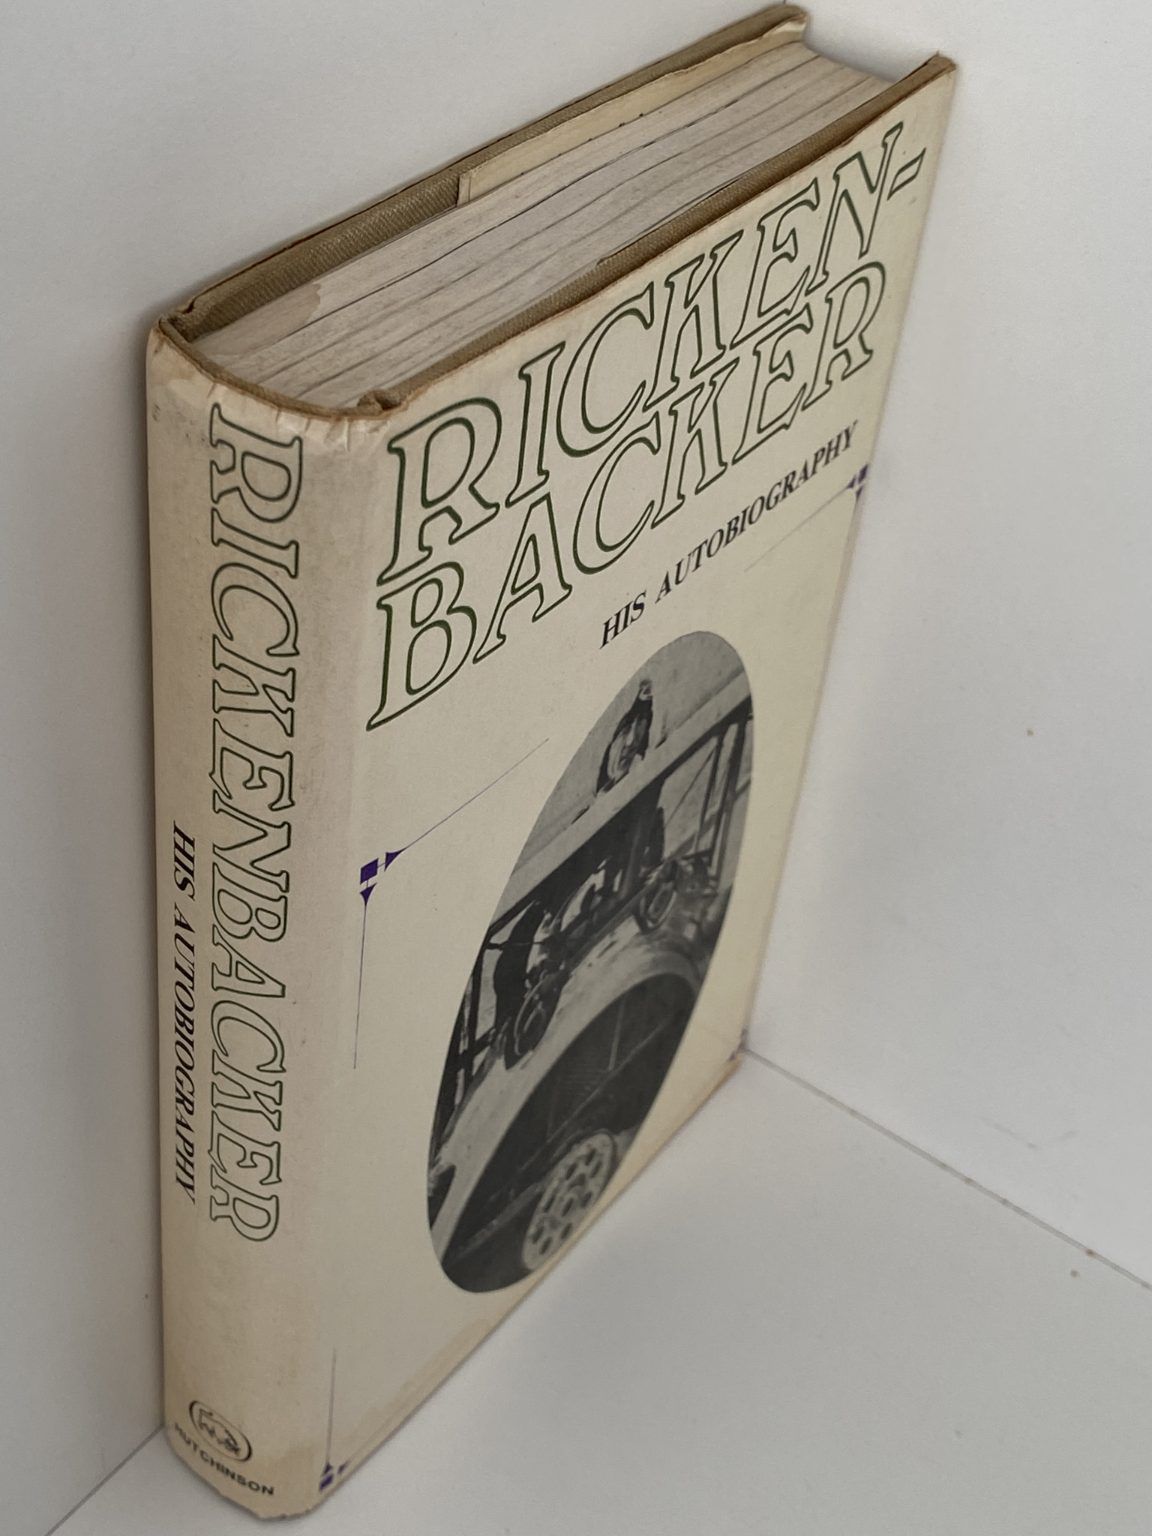 RICKEN-
BACKER
HIS AUTOBIOGRAPHY
RICKENBACKER
HIS AUTOBIOGRAPHY
HUTCHINSON